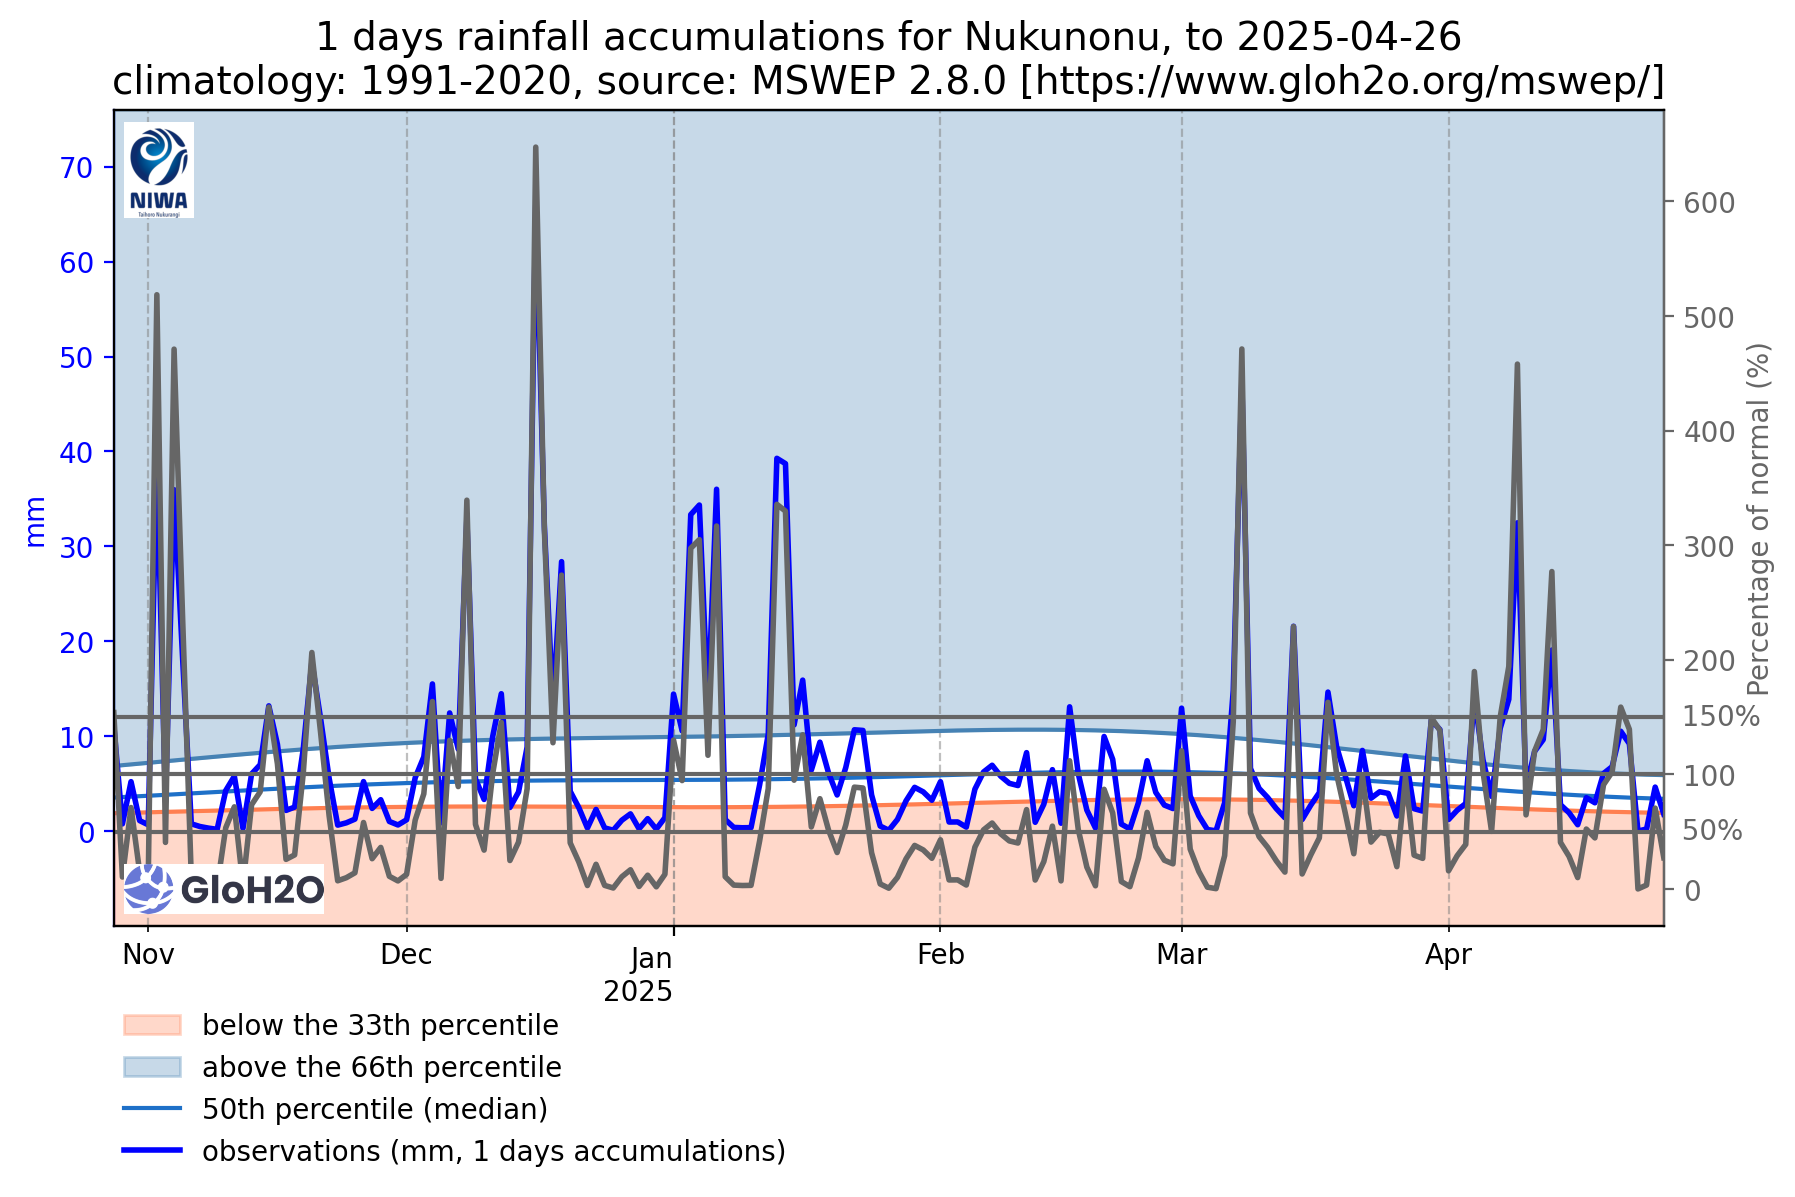 1 days rainfall accumulations for Nukunonu, to 2025-04-26
climatology: 1991-2020, source: MSWEP 2.8.0 [https://www.gloh2o.org/mswep/]
NIWA
Taihoro Nukurangi
70
60
50
40
30
20
10
0
mm
600
500
400
300
200
150%
100
50%
0
Percentage of normal (%)
GloH2O
Nov
Dec
Jan
2025
Feb
Mar
Apr
below the 33th percentile
above the 66th percentile
50th percentile (median)
observations (mm, 1 days accumulations)